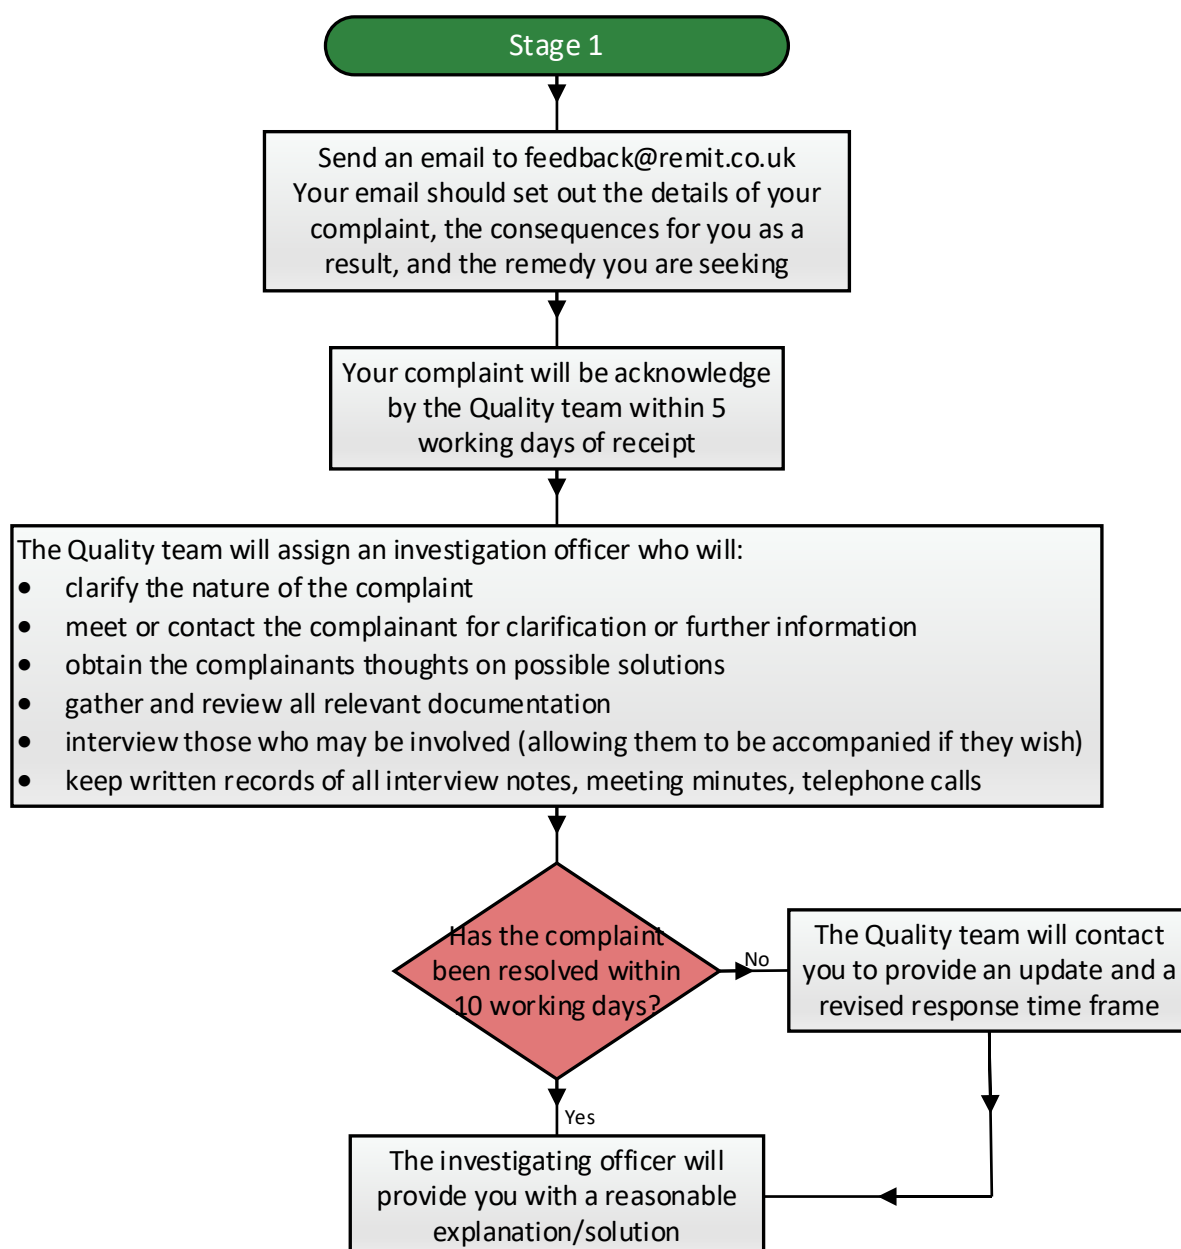 Stage 1
Send an email to feedback@remit.co.uk
Your email should set out the details of your
complaint, the consequences for you as a
result, and the remedy you are seeking
Your complaint will be acknowledge
by the Quality team within 5
working days of receipt
The Quality team will assign an investigation officer who will:
• clarify the nature of the complaint
• meet or contact the complainant for clarification or further information
• obtain the complainants thoughts on possible solutions
• gather and review all relevant documentation
• interview those who may be involved (allowing them to be accompanied if they wish)
• keep written records of all interview notes, meeting minutes, telephone calls
Has the complaint
been resolved within
10 working days?
No
The Quality team will contact
you to provide an update and a
revised response time frame
Yes
The investigating officer will
provide you with a reasonable
explanation/solution